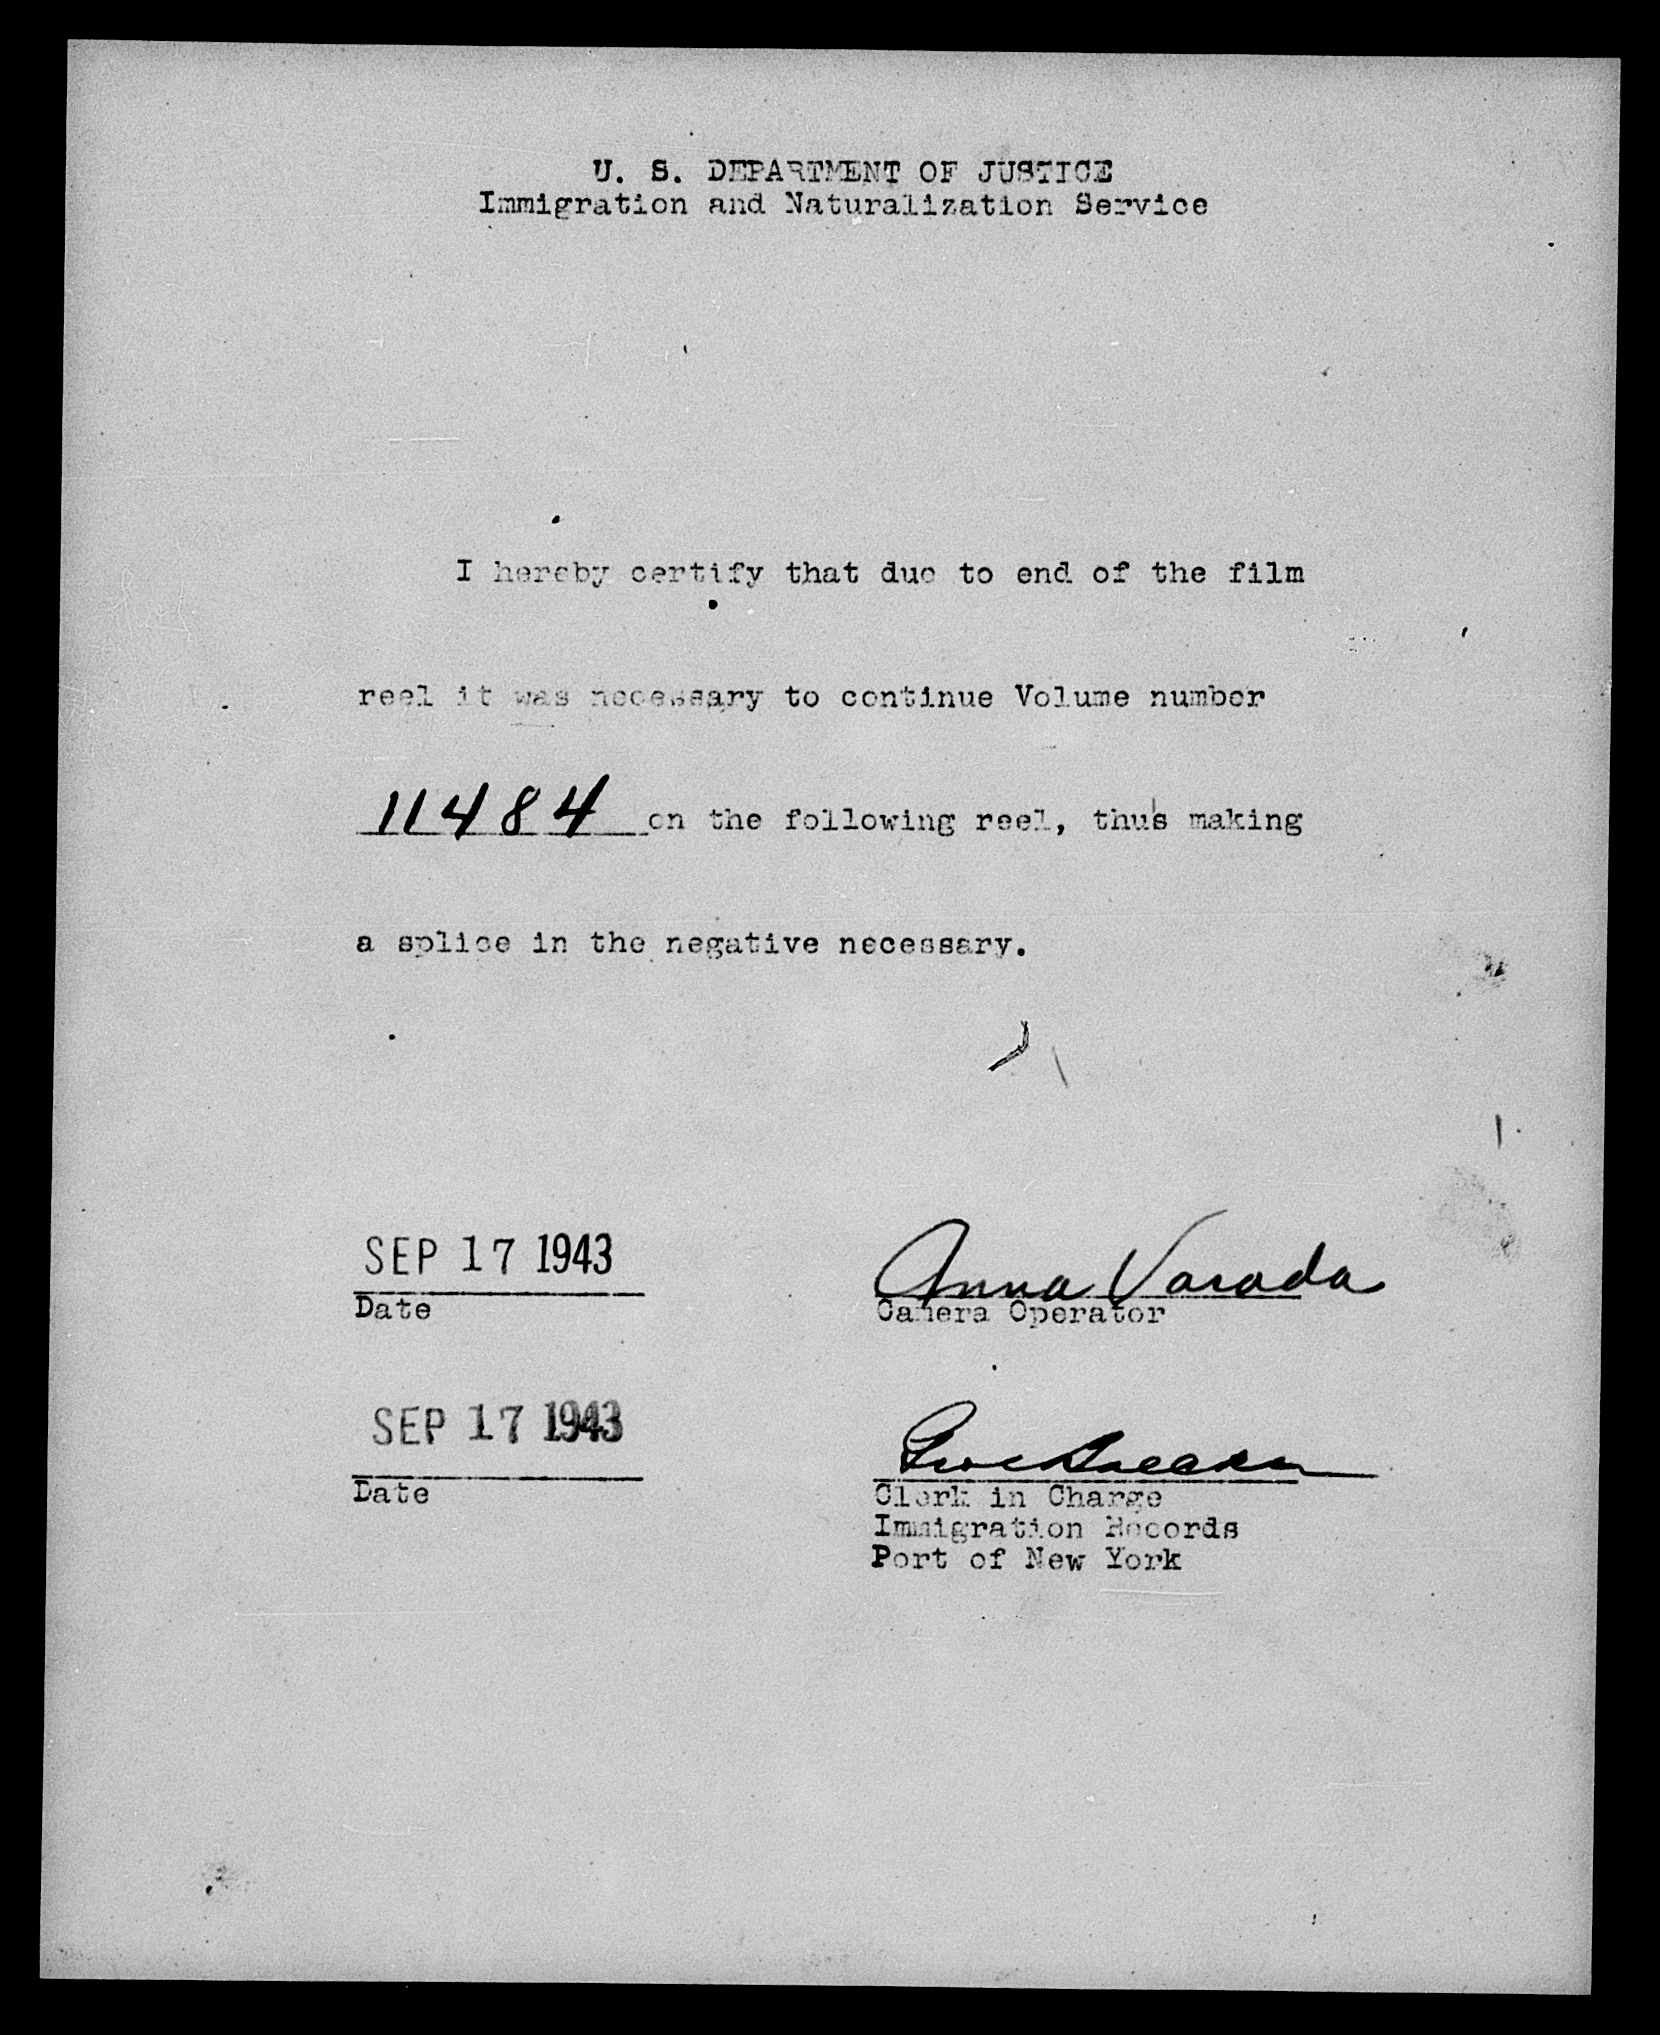 U. S. DEPARTMENT OF JUSTICE
Immigration and Naturalization Service
I hereby certify that due to end of the film
reel it was necessary to continue Volume number
11484 on the following reel, thus making
a splice in the negative necessary.
SEP 17 1943
Date
Anna Varada
Camera Operator
SEP 17 1943
Date
Clerk in Charge
Immigration Records
Port of New York